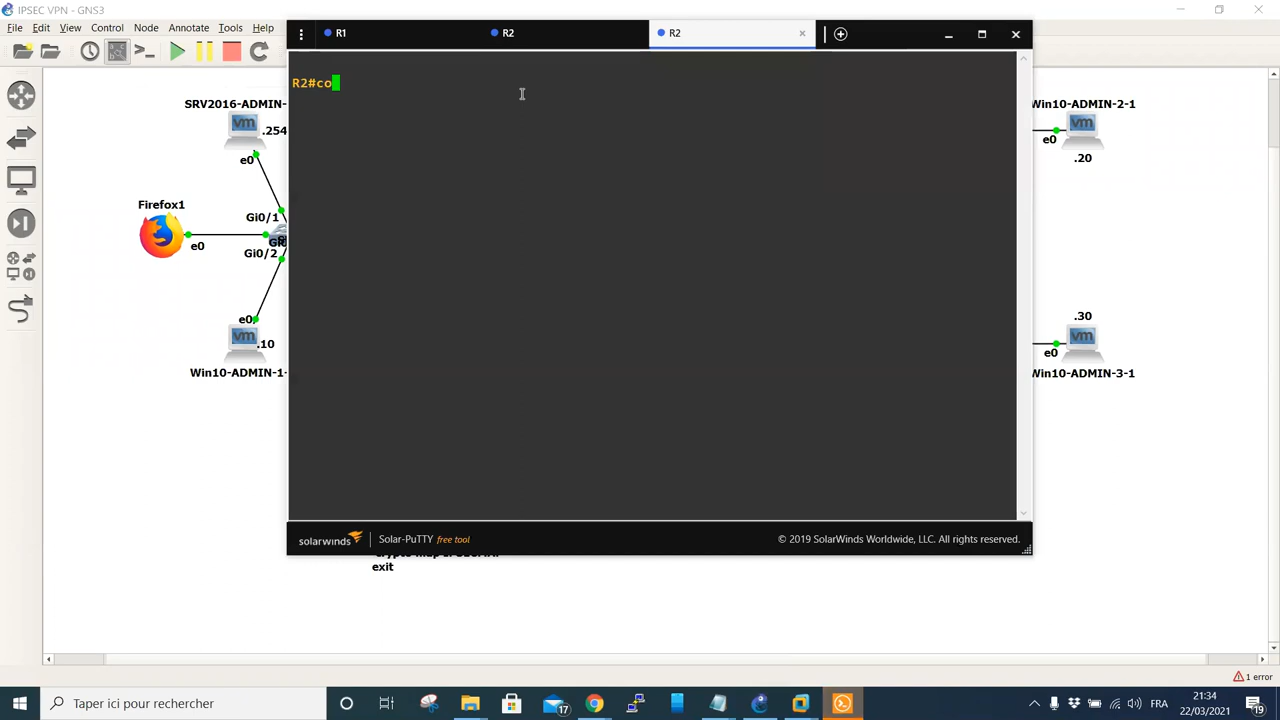 IPSEC VPN - GNS3
File Edit View Control Node Annotate Tools Help
R1
R2
R2
R2#co
SRV2016-ADMIN-
.254
e0
Firefox1
Gi0/1
e0
Gi0/2
e0
.10
Win10-ADMIN-1-
Win10-ADMIN-2-1
e0
.20
.30
e0
Win10-ADMIN-3-1
solarwinds
Solar-PuTTY free tool
© 2019 SolarWinds Worldwide, LLC. All rights reserved.
exit
1 error
Taper ici pour rechercher
17
FR
21:34
22/03/2021
19